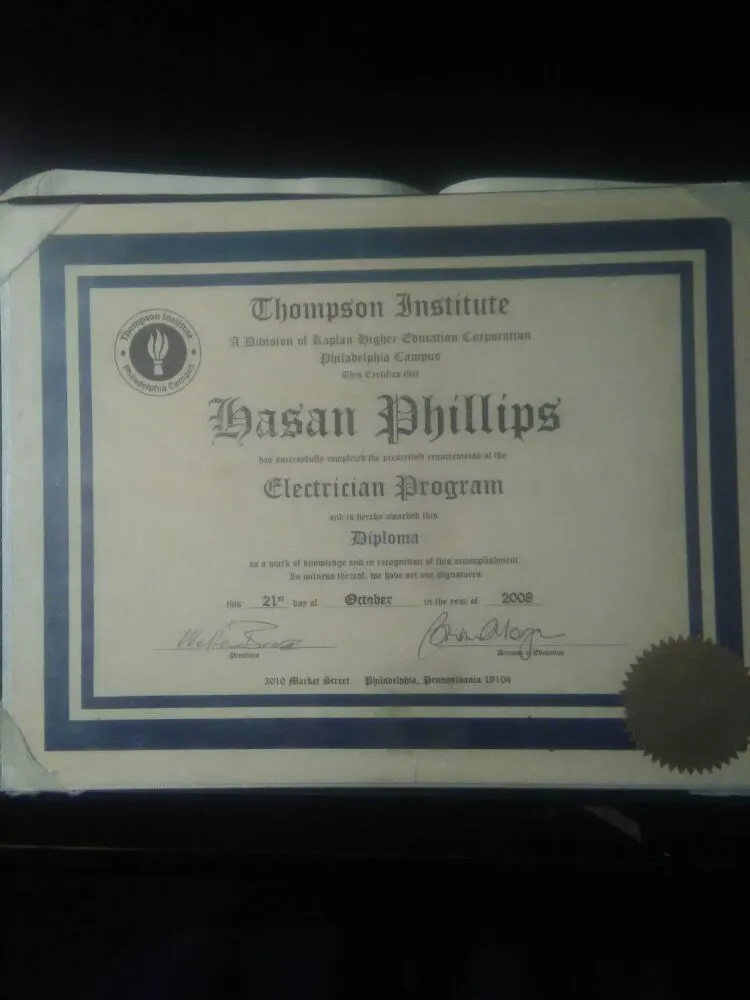 Thompson Institute
A Division of Kaplan Higher Education Corporation
Philadelphia Campus
This Certifies that
Thompson Institute
Philadelphia Campus
Hasan Phillips
has successfully completed the prescribed requirements of the
Electrician Program
and is hereby awarded this
Diploma
as a mark of knowledge and in recognition of this accomplishment
In witness thereof, we have set our signatures
this 21st day of October in the year of 2008
President
Director of Education
3010 Market Street Philadelphia, Pennsylvania 19104